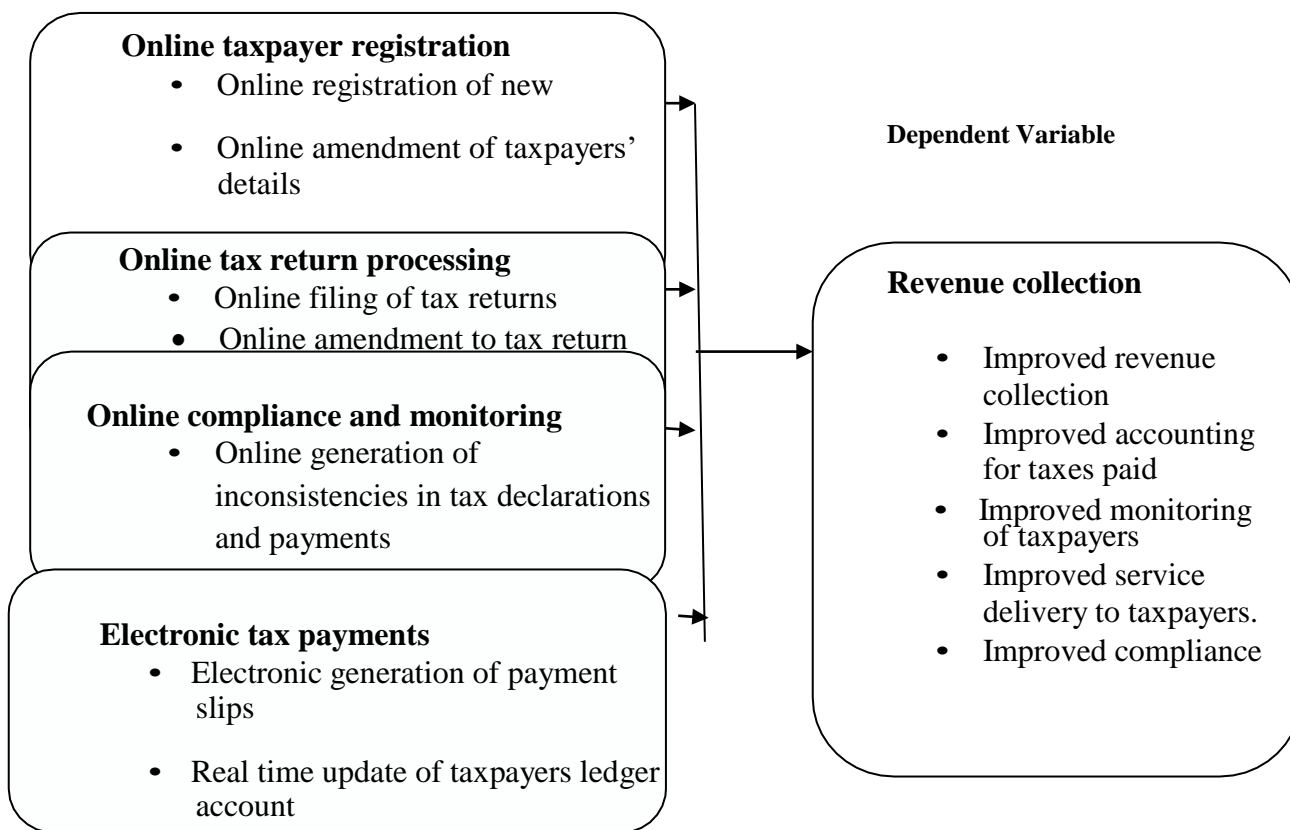 Online taxpayer registration
• Online registration of new
• Online amendment of taxpayers’
details
Online tax return processing
• Online filing of tax returns
• Online amendment to tax return
Online compliance and monitoring
• Online generation of
inconsistencies in tax declarations
and payments
Electronic tax payments
• Electronic generation of payment
slips
• Real time update of taxpayers ledger
account
Dependent Variable
Revenue collection
• Improved revenue
collection
• Improved accounting
for taxes paid
• Improved monitoring
of taxpayers
• Improved service
delivery to taxpayers.
• Improved compliance